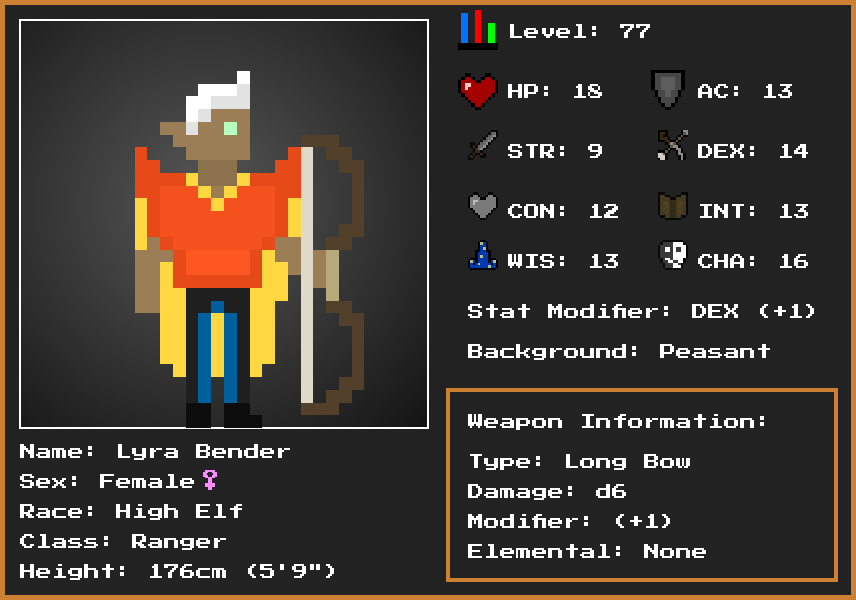 Level: 77
HP: 18 AC: 13
STR: 9 DEX: 14
CON: 12 INT: 13
WIS: 13 CHA: 16
Stat Modifier: DEX (+1)
Background: Peasant
Weapon Information:
Type: Long Bow
Damage: d6
Modifier: (+1)
Elemental: None
Name: Lyra Bender
Sex: Female♀
Race: High Elf
Class: Ranger
Height: 176cm (5'9")